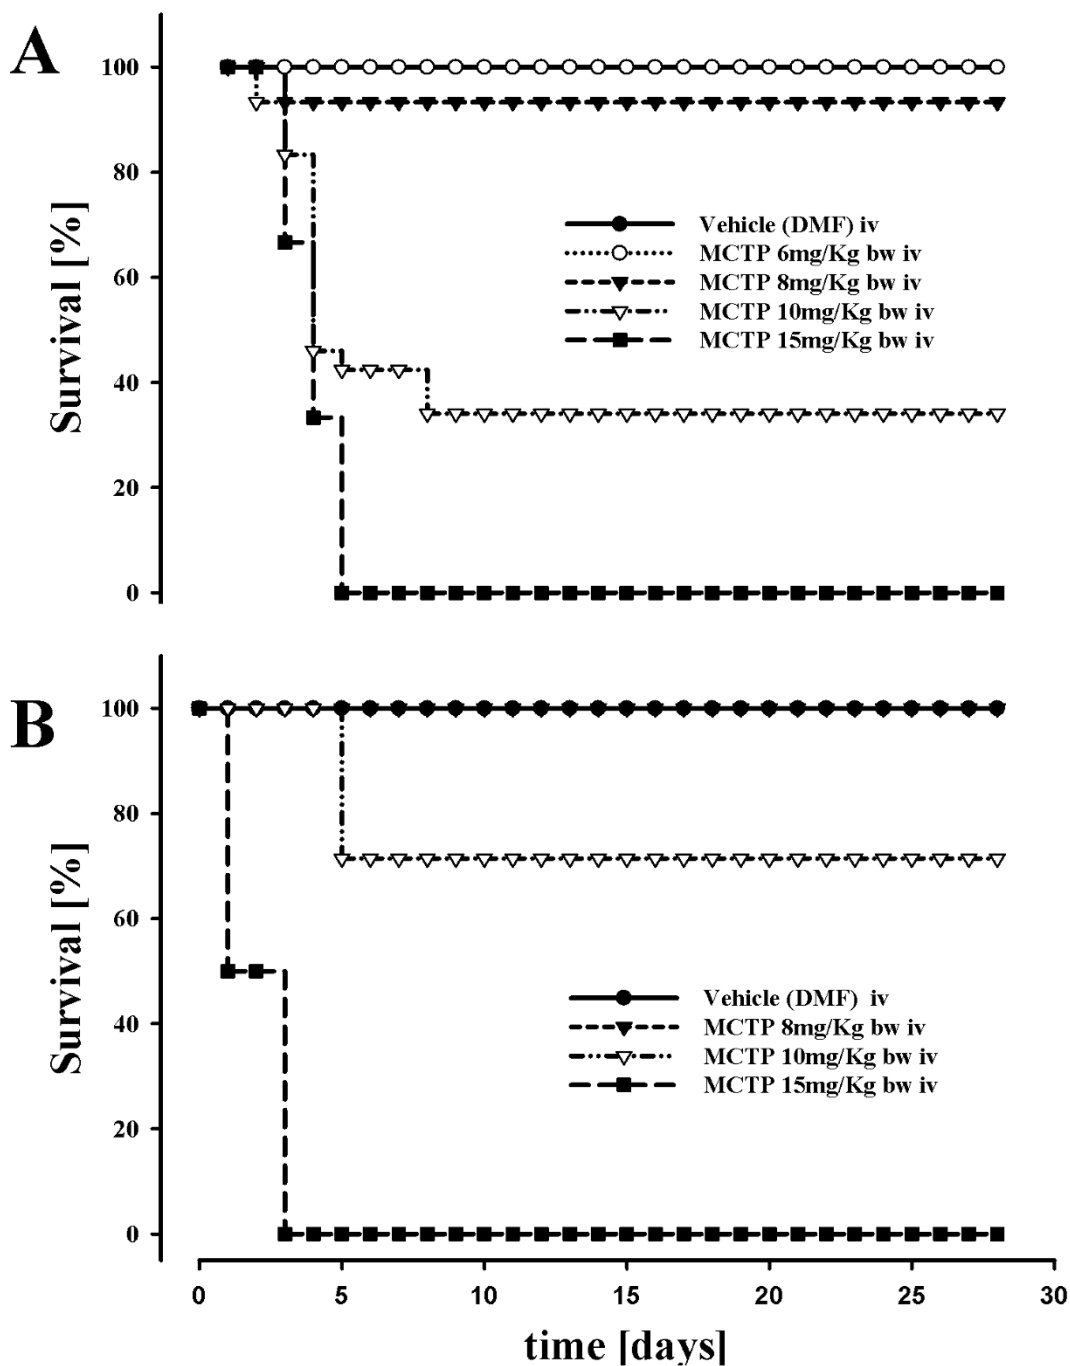 A
100
80
60
40
20
0
Survival [%]
Vehicle (DMF) iv
MCTP 6mg/Kg bw iv
MCTP 8mg/Kg bw iv
MCTP 10mg/Kg bw iv
MCTP 15mg/Kg bw iv
B
100
80
60
40
20
0
Survival [%]
Vehicle (DMF) iv
MCTP 8mg/Kg bw iv
MCTP 10mg/Kg bw iv
MCTP 15mg/Kg bw iv
0 5 10 15 20 25 30
time [days]